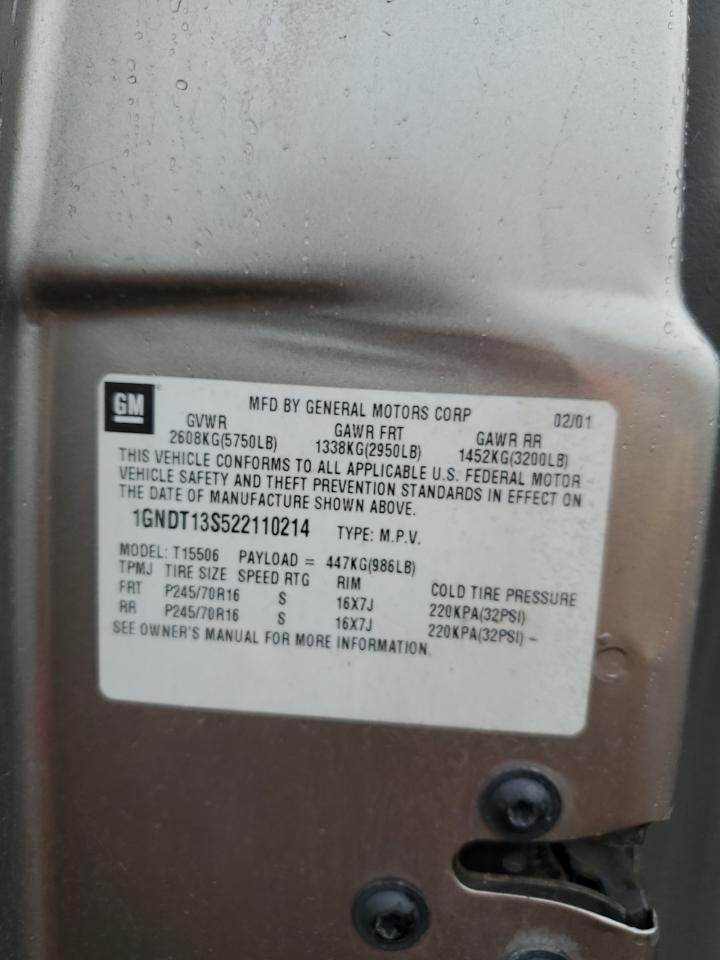 GM
MFD BY GENERAL MOTORS CORP 02/01
GVWR GAWR FRT GAWR RR
2608KG(5750LB) 1338KG(2950LB) 1452KG(3200LB)
THIS VEHICLE CONFORMS TO ALL APPLICABLE U.S. FEDERAL MOTOR
VEHICLE SAFETY AND THEFT PREVENTION STANDARDS IN EFFECT ON
THE DATE OF MANUFACTURE SHOWN ABOVE.
1GNDT13S522110214 TYPE: M.P.V.
MODEL: T15506 PAYLOAD = 447KG(986LB)
TPMJ TIRE SIZE SPEED RTG RIM COLD TIRE PRESSURE
FRT P245/70R16 S 16X7J 220KPA(32PSI)
RR P245/70R16 S 16X7J 220KPA(32PSI) –
SEE OWNER'S MANUAL FOR MORE INFORMATION.